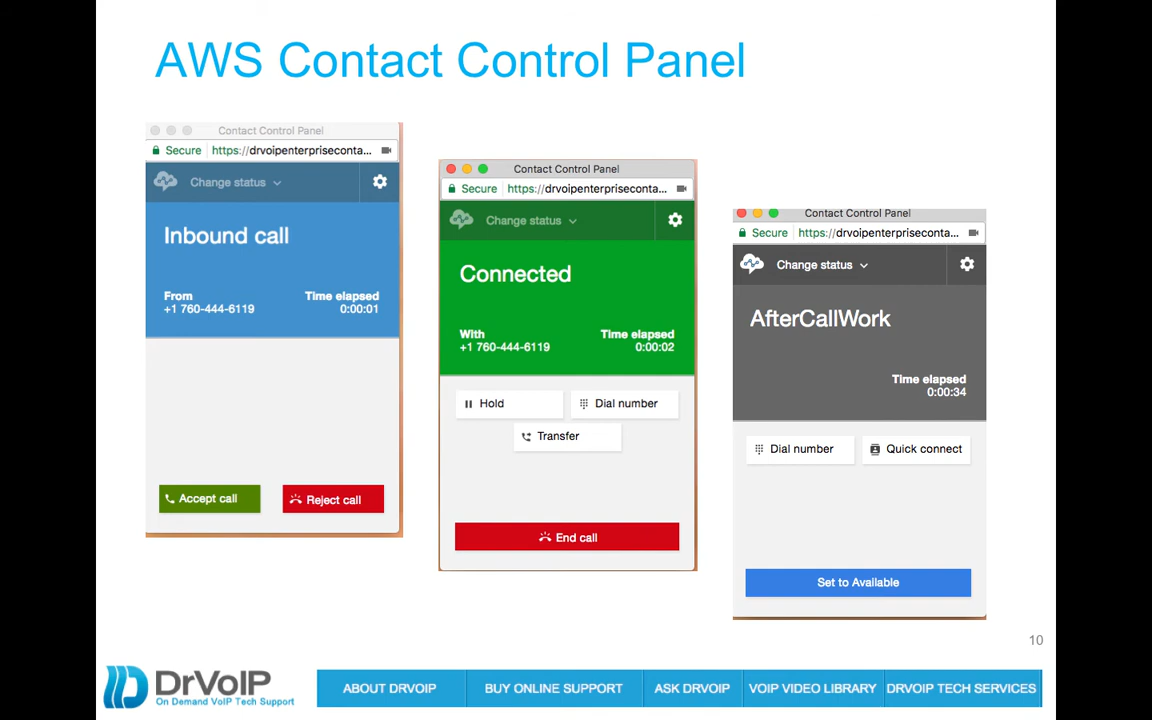 AWS Contact Control Panel
Contact Control Panel
Secure https://drvoipenterpriseconta...
Change status
Inbound call
From
+1 760-444-6119
Time elapsed
0:00:01
Accept call
Reject call
Contact Control Panel
Secure https://drvoipenterpriseconta...
Change status
Connected
With
+1 760-444-6119
Time elapsed
0:00:02
Hold
Dial number
Transfer
End call
Contact Control Panel
Secure https://drvoipenterpriseconta...
Change status
AfterCallWork
Time elapsed
0:00:34
Dial number
Quick connect
Set to Available
10
DrVoIP
On Demand VoIP Tech Support
ABOUT DRVOIP
BUY ONLINE SUPPORT
ASK DRVOIP
VOIP VIDEO LIBRARY
DRVOIP TECH SERVICES